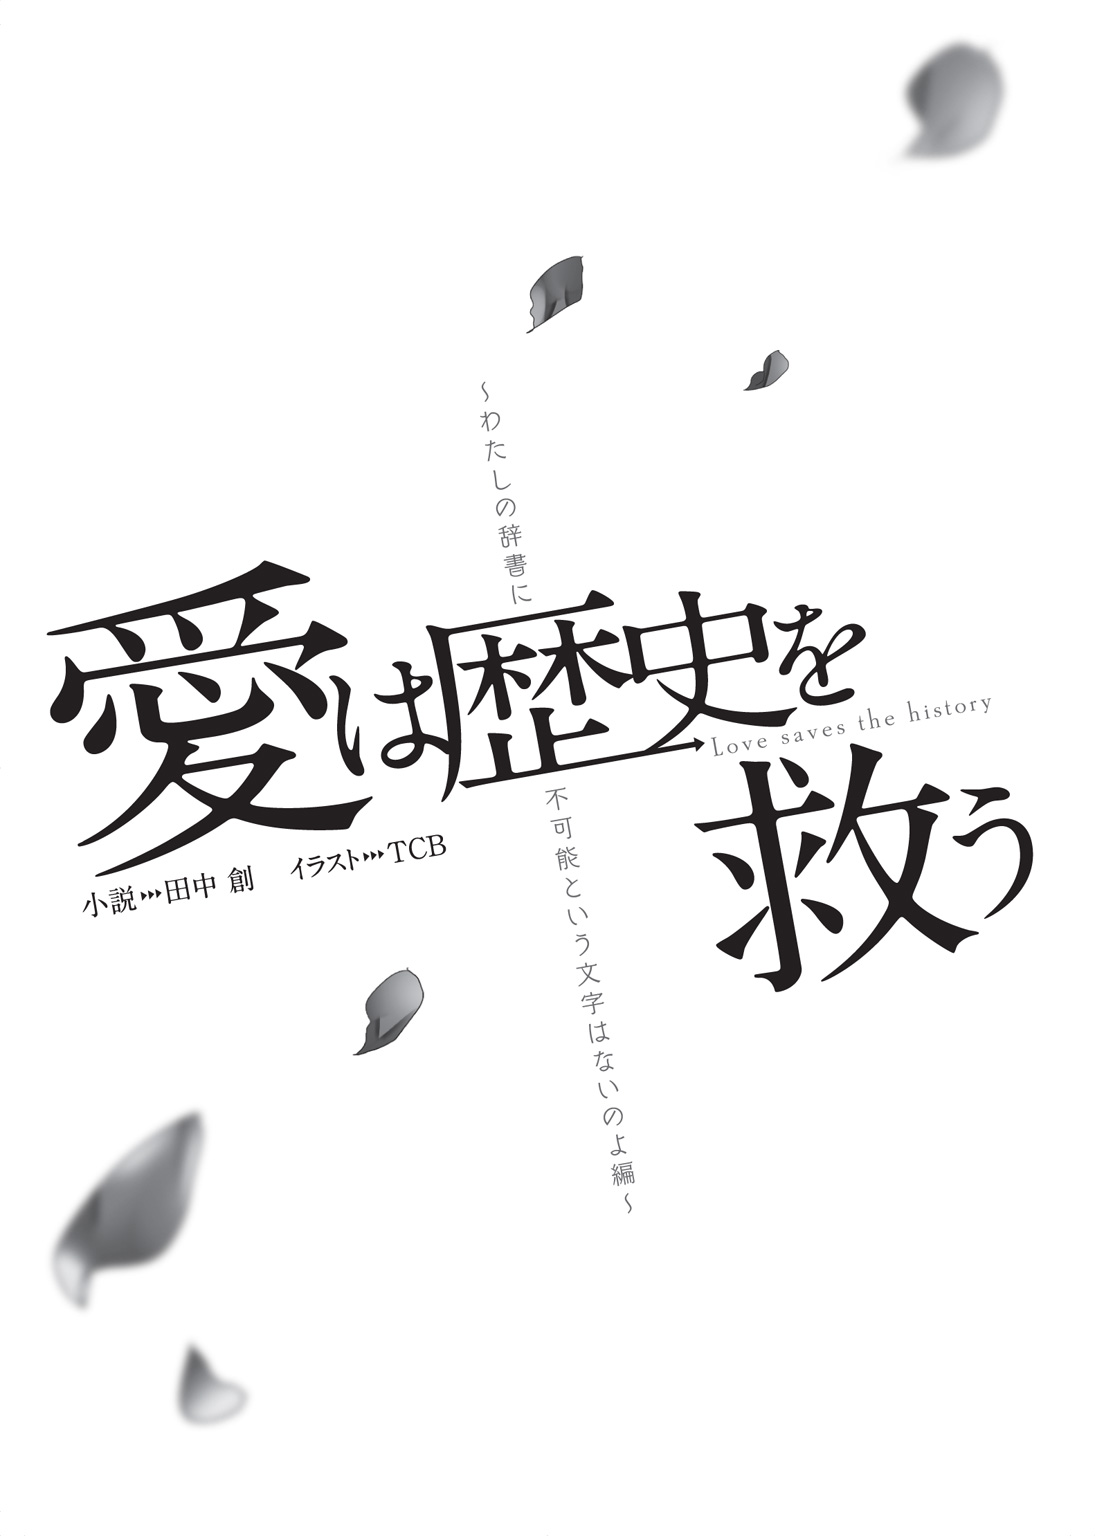 ～わたしの辞書に
愛は歴史を
Love saves the history
救う
不可能という文字はないのよ編～
小説▸▸▸田中 創　イラスト▸▸▸TCB